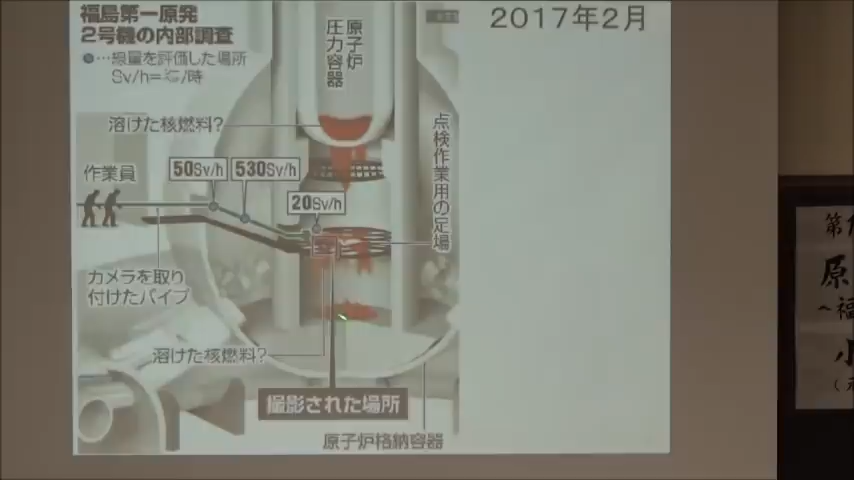 福島第一原発
2号機の内部調査
●…線量を評価した場所
Sv/h=㌜/時
2017年2月
原子炉
圧力容器
溶けた核燃料?
点検作業用の足場
作業員
50Sv/h
530Sv/h
20Sv/h
カメラを取り
付けたパイプ
溶けた核燃料?
撮影された場所
原子炉格納容器
第
原
～福
小